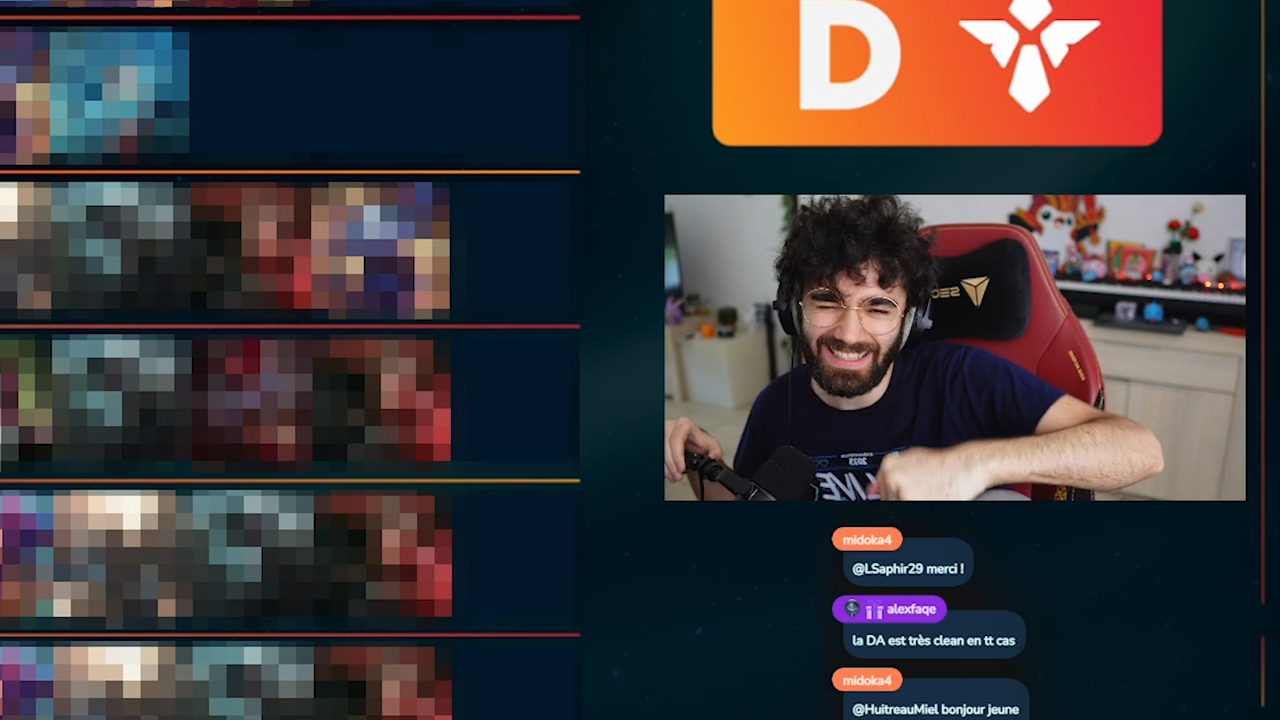 D
midoka4
@LSaphir29 merci !
alexfaqe
la DA est très clean en tt cas
midoka4
@HuitreauMiel bonjour jeune